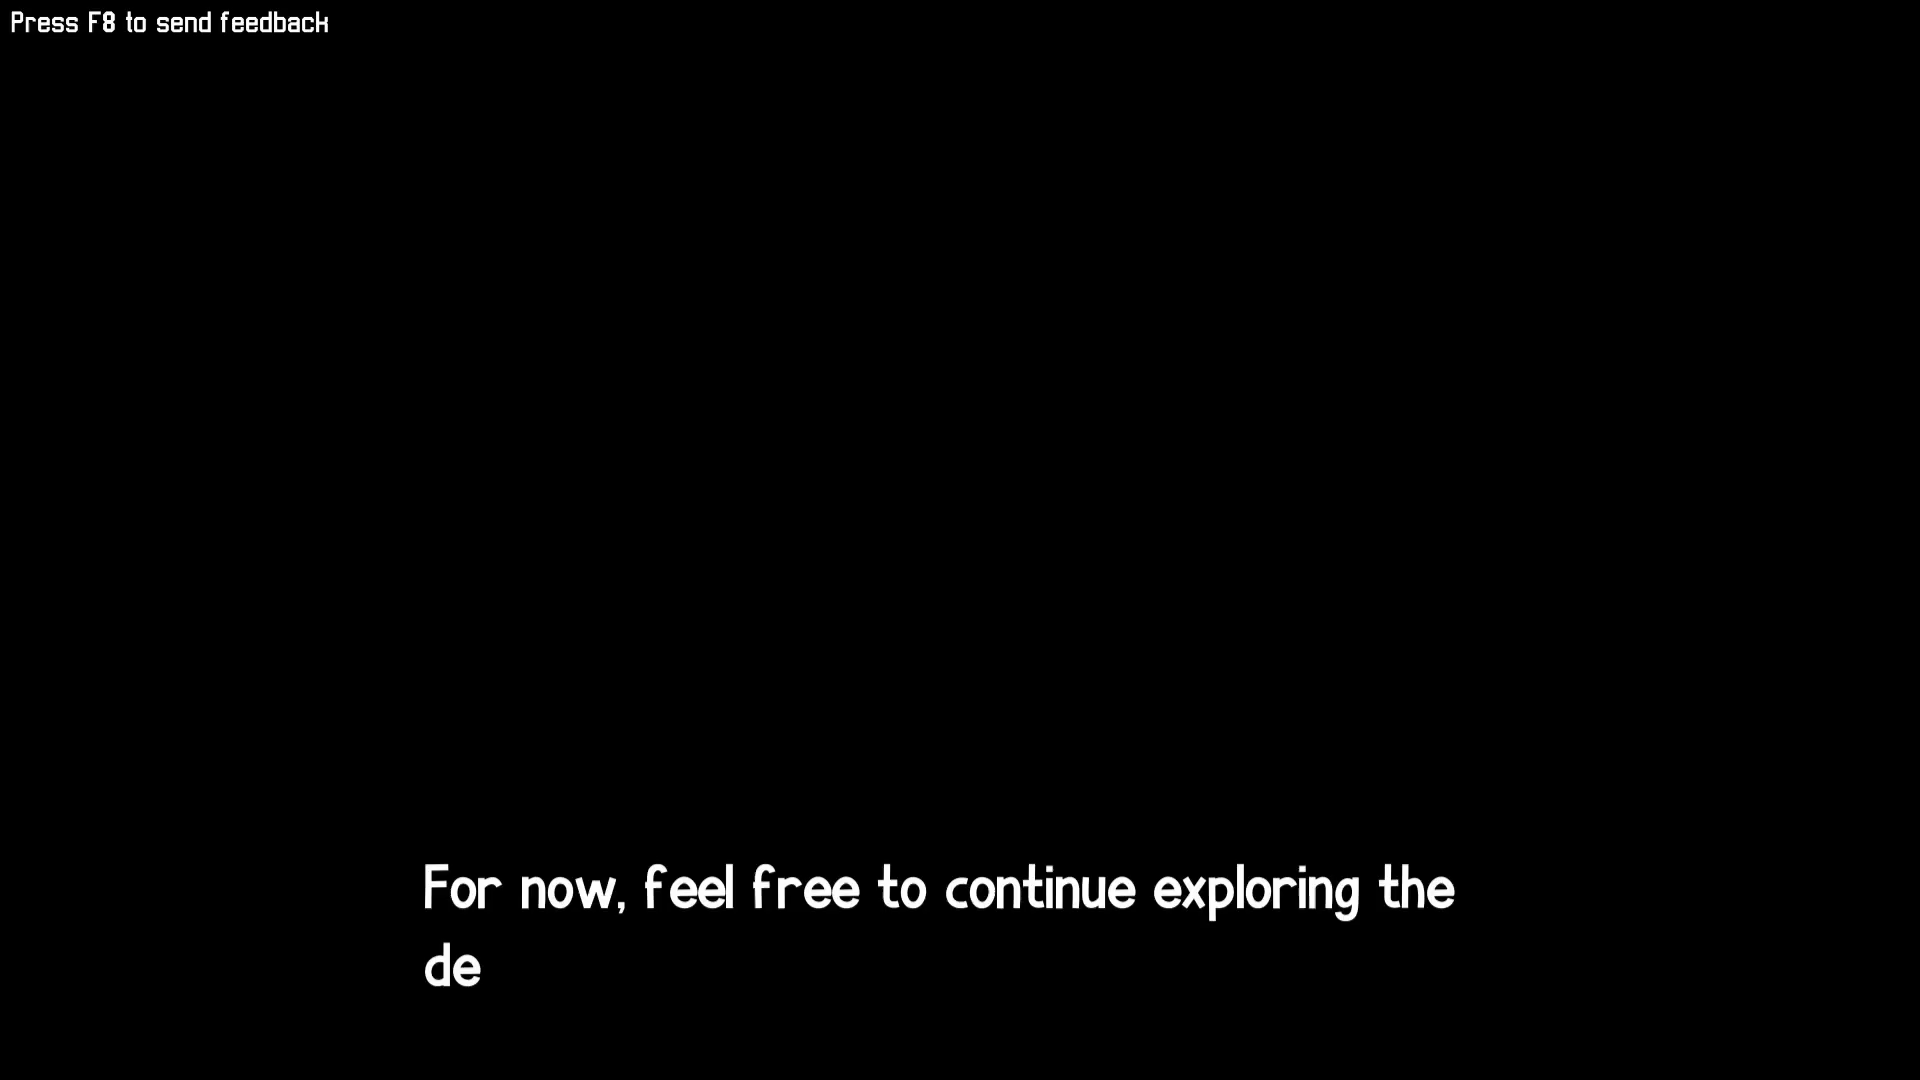 Press F8 to send feedback
For now, feel free to continue exploring the
de